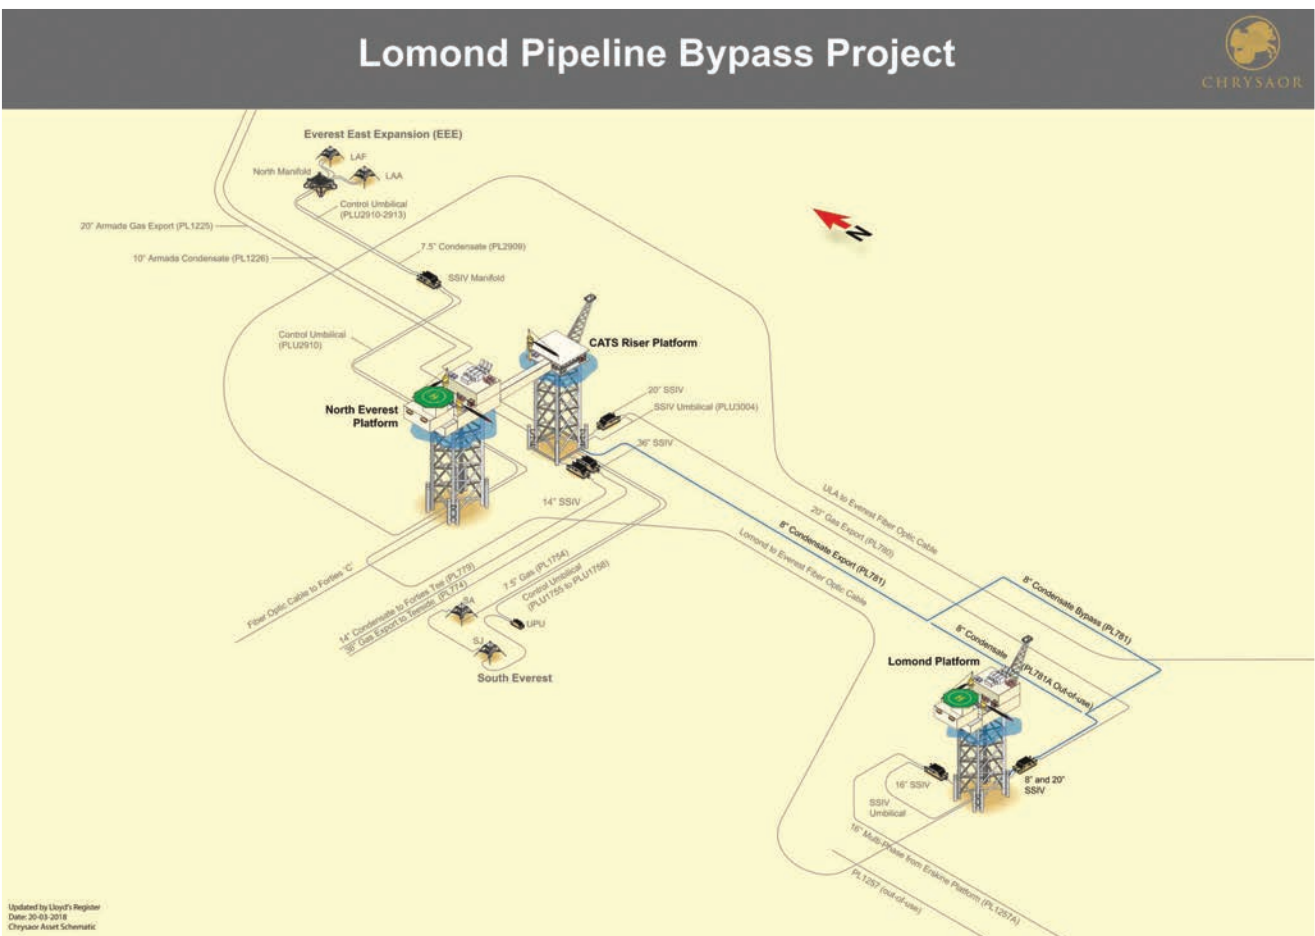 Lomond Pipeline Bypass Project
CHRYSAOR
Everest East Expansion (EEE)
LAF
North Manifold
LAA
Control Umbilical
(PLU2910-2913)
20" Armada Gas Export (PL1225)
7.5" Condensate (PL2909)
10" Armada Condensate (PL1226)
SSIV Manifold
N
Control Umbilical
(PLU2910)
CATS Riser Platform
North Everest
Platform
20" SSIV
SSIV Umbilical (PLU3004)
36" SSIV
14" SSIV
ULA to Everest Fiber Optic Cable
20" Gas Export (PL780)
8" Condensate Export (PL781)
Lomond to Everest Fiber Optic Cable
Fiber Optic Cable to Forties 'C'
14" Condensate to Forties Tee (PL779)
36" Gas Export to Teeside (PL774)
7.5" Gas (PL1754)
Control Umbilical
(PLU1755 to PLU1758)
SA
UPU
SJ
South Everest
8" Condensate Bypass (PL781)
8" Condensate
(PL781A Out-of-use)
Lomond Platform
16" SSIV
SSIV
Umbilical
8" and 20"
SSIV
16" Multi-Phase from Erskine Platform (PL1257A)
PL1257 (out-of-use)
Updated by Lloyd's Register
Date: 20-03-2018
Chrysaor Asset Schematic